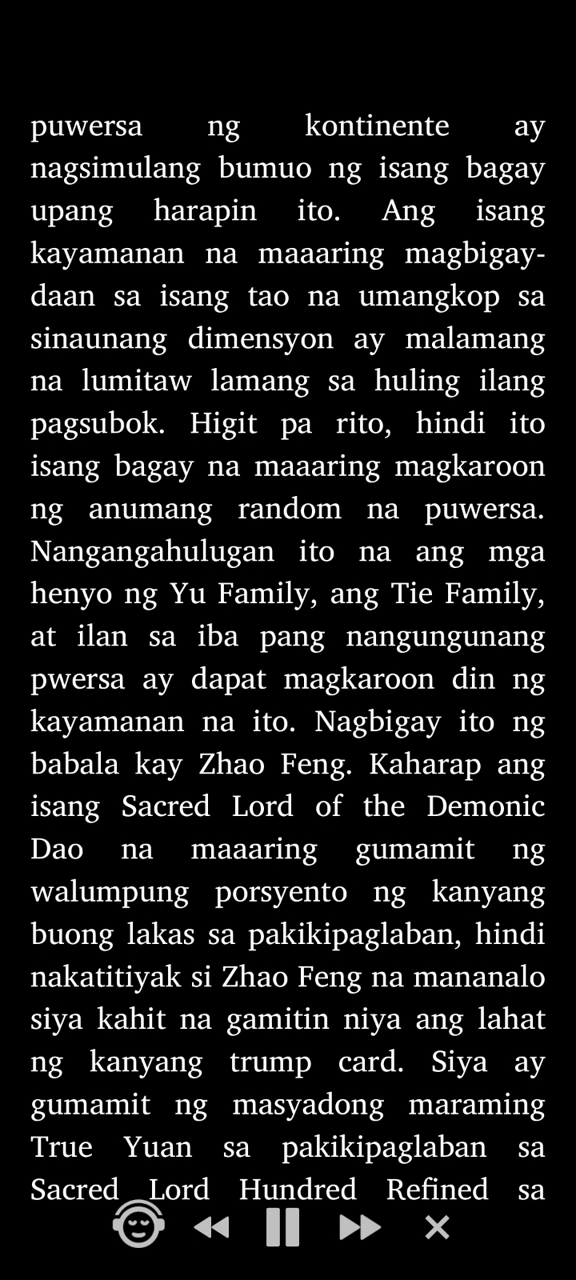 puwersa ng kontinente ay
nagsimulang bumuo ng isang bagay
upang harapin ito. Ang isang
kayamanan na maaaring magbigay-
daan sa isang tao na umangkop sa
sinaunang dimensyon ay malamang
na lumitaw lamang sa huling ilang
pagsubok. Higit pa rito, hindi ito
isang bagay na maaaring magkaroon
ng anumang random na puwersa.
Nangangahulugan ito na ang mga
henyo ng Yu Family, ang Tie Family,
at ilan sa iba pang nangungunang
pwersa ay dapat magkaroon din ng
kayamanan na ito. Nagbigay ito ng
babala kay Zhao Feng. Kaharap ang
isang Sacred Lord of the Demonic
Dao na maaaring gumamit ng
walumpung porsyento ng kanyang
buong lakas sa pakikipaglaban, hindi
nakatitiyak si Zhao Feng na mananalo
siya kahit na gamitin niya ang lahat
ng kanyang trump card. Siya ay
gumamit ng masyadong maraming
True Yuan sa pakikipaglaban sa
Sacred Lord Hundred Refined sa